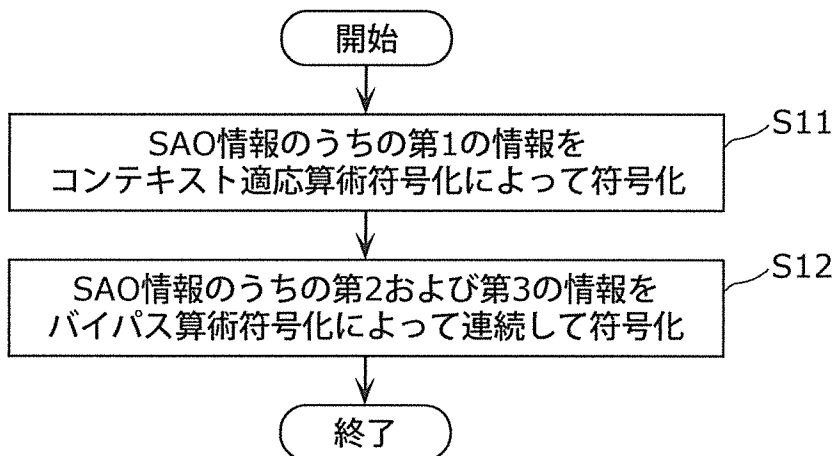 開始
S11
SAO情報のうちの第1の情報を
コンテキスト適応算術符号化によって符号化
S12
SAO情報のうちの第2および第3の情報を
バイパス算術符号化によって連続して符号化
終了